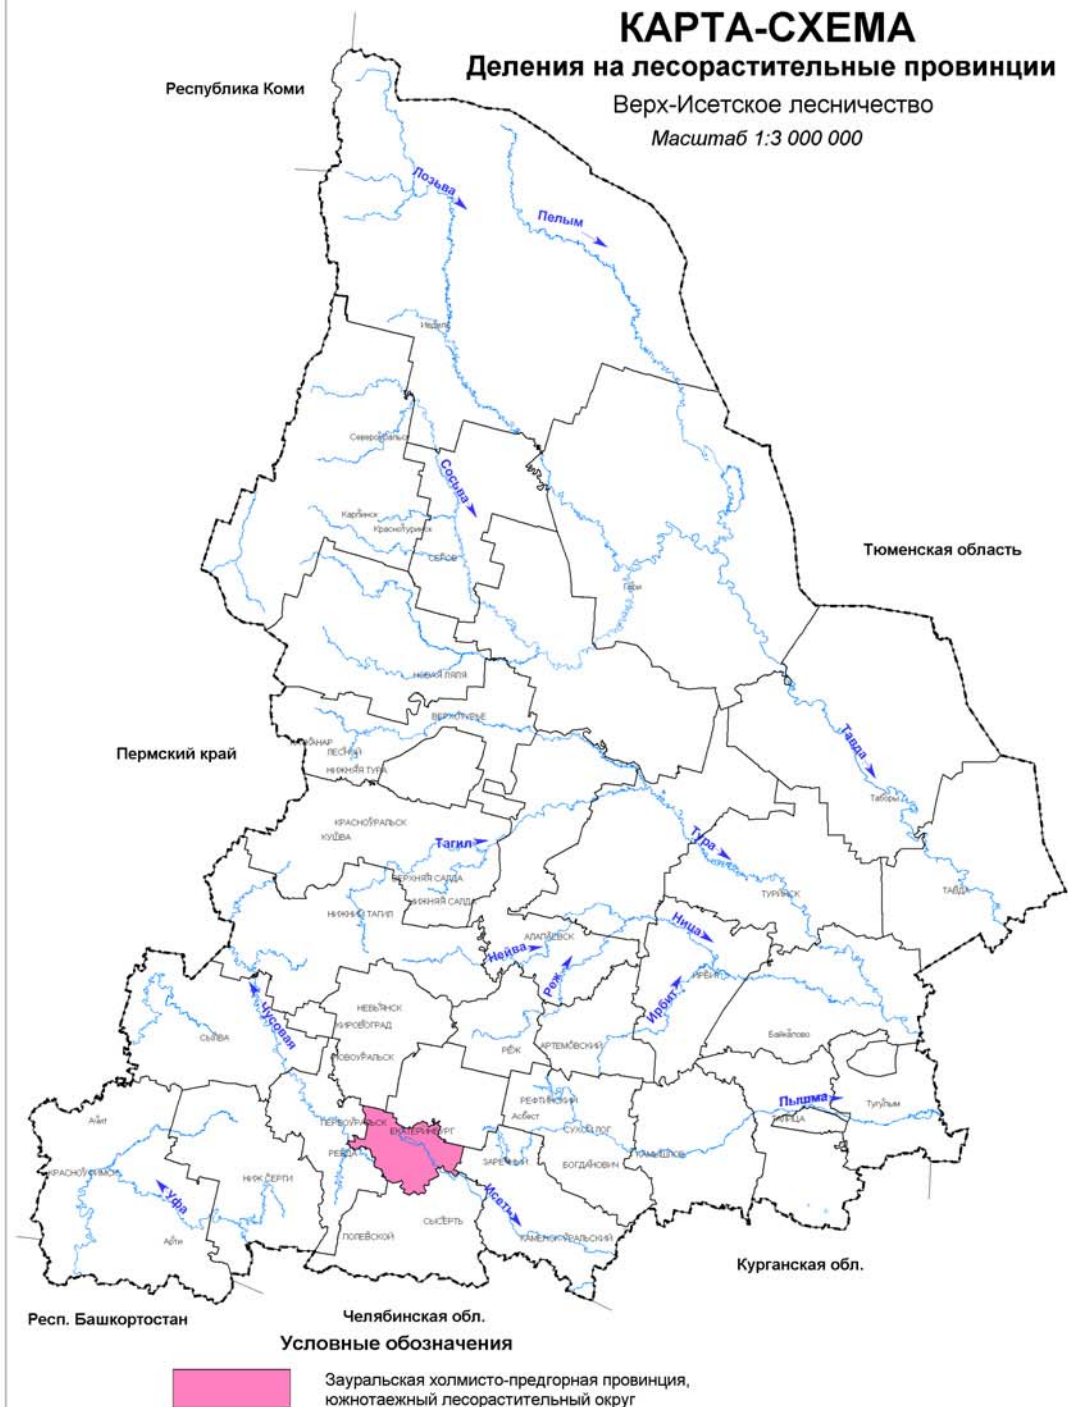 КАРТА-СХЕМА
Деления на лесорастительные провинции
Верх-Исетское лесничество
Масштаб 1:3 000 000
Республика Коми
Лозьва
Пелым
Ивдель
Североуральск
Сосьва
Карпинск
Краснотурьинск
СЕРОВ
Тюменская область
Гари
НОВАЯ ЛЯЛЯ
ВЕРХОТУРЬЕ
Пермский край
КАЧКАНАР
ЛЕСНОЙ
НИЖНЯЯ ТУРА
Тавда
Таборы
КРАСНОУРАЛЬСК
КУШВА
Тагил
Тура
ВЕРХНЯЯ САЛДА
НИЖНЯЯ САЛДА
ТУРИНСК
ТАВДА
НИЖНИЙ ТАГИЛ
Ница
АЛАПАЕВСК
Нейва
Реж
ИРБИТ
Ирбит
Чусовая
НЕВЬЯНСК
КИРОВОГРАД
СЫЛВА
Байкалово
РЕЖ
АРТЕМОВСКИЙ
НОВОУРАЛЬСК
Ачит
РЕФТИНСКИЙ
Асбест
Пышма
Тугулым
ТАЛИЦА
ПЕРВОУРАЛЬСК
ЕКАТЕРИНБУРГ
СУХОЙ ЛОГ
РЕВДА
ЗАРЕЧНЫЙ
БОГДАНОВИЧ
КАМЫШЛОВ
КРАСНОУФИМСК
НИЖ.СЕРГИ
Уфа
Исеть
СЫСЕРТЬ
ПОЛЕВСКОЙ
КАМЕНСК-УРАЛЬСКИЙ
Арти
Курганская обл.
Респ. Башкортостан
Челябинская обл.
Условные обозначения
Зауральская холмисто-предгорная провинция,
южнотаежный лесорастительный округ